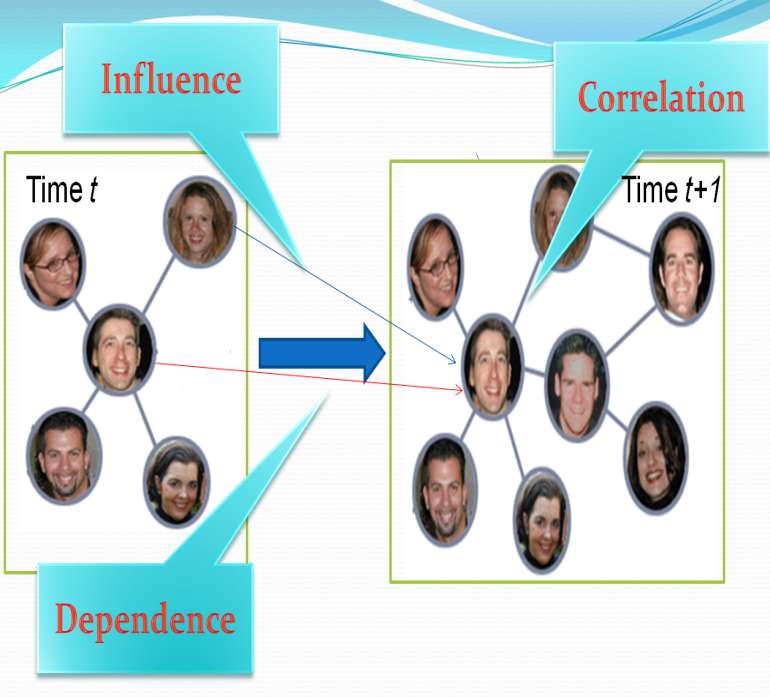 Influence
Correlation
Time t
Time t+1
Dependence